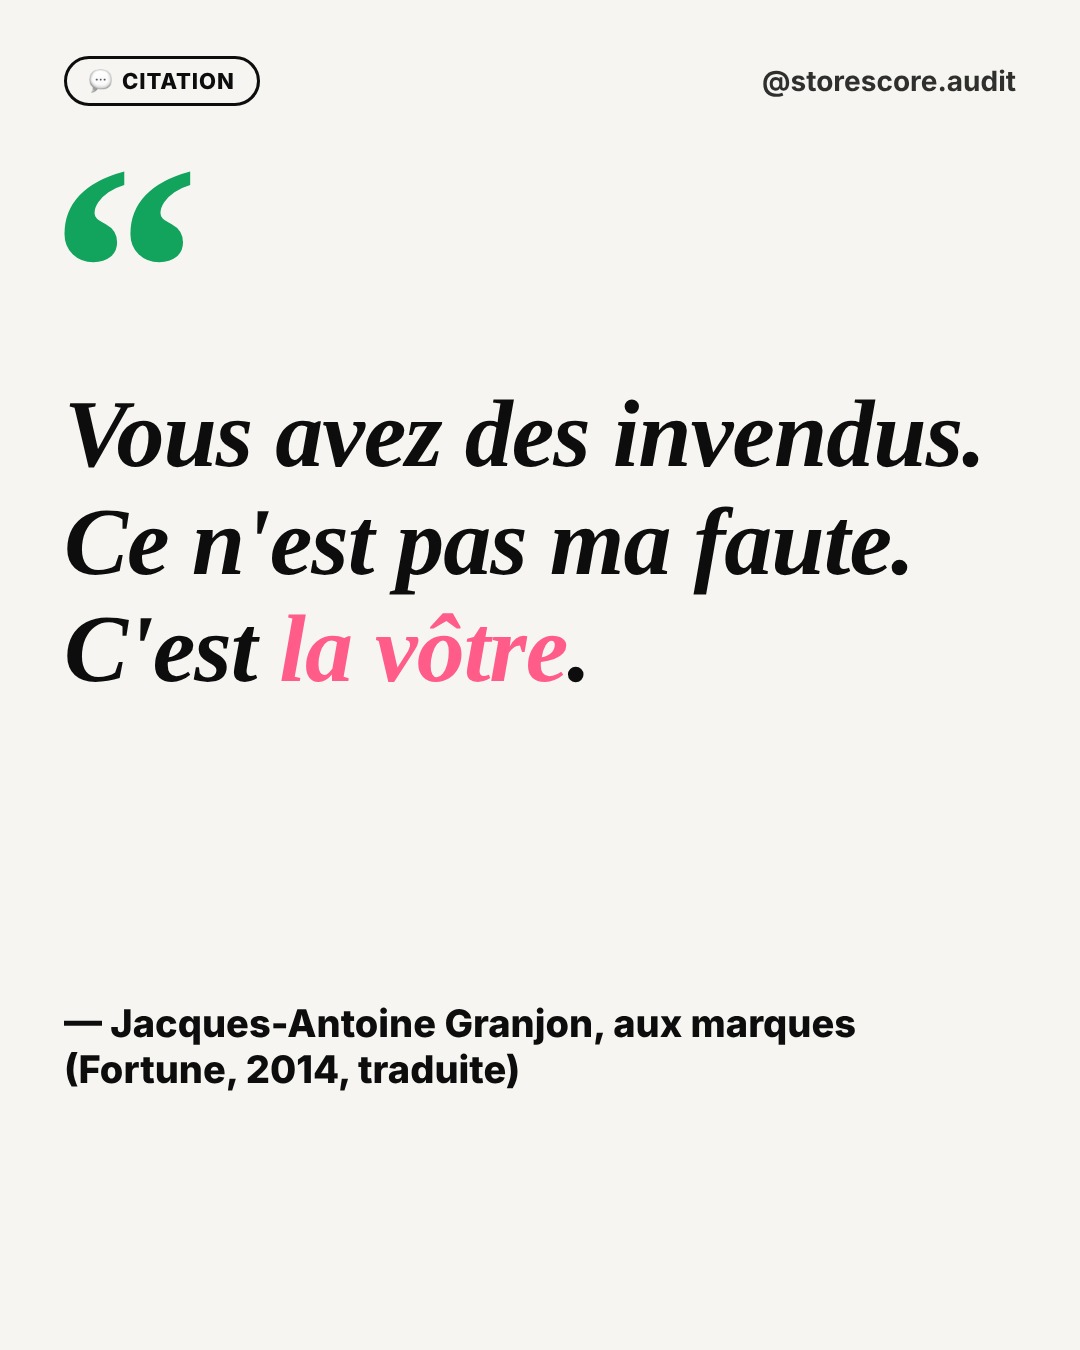 💬 CITATION
@storescore.audit
“
Vous avez des invendus.
Ce n'est pas ma faute.
C'est la vôtre.
— Jacques-Antoine Granjon, aux marques
(Fortune, 2014, traduite)